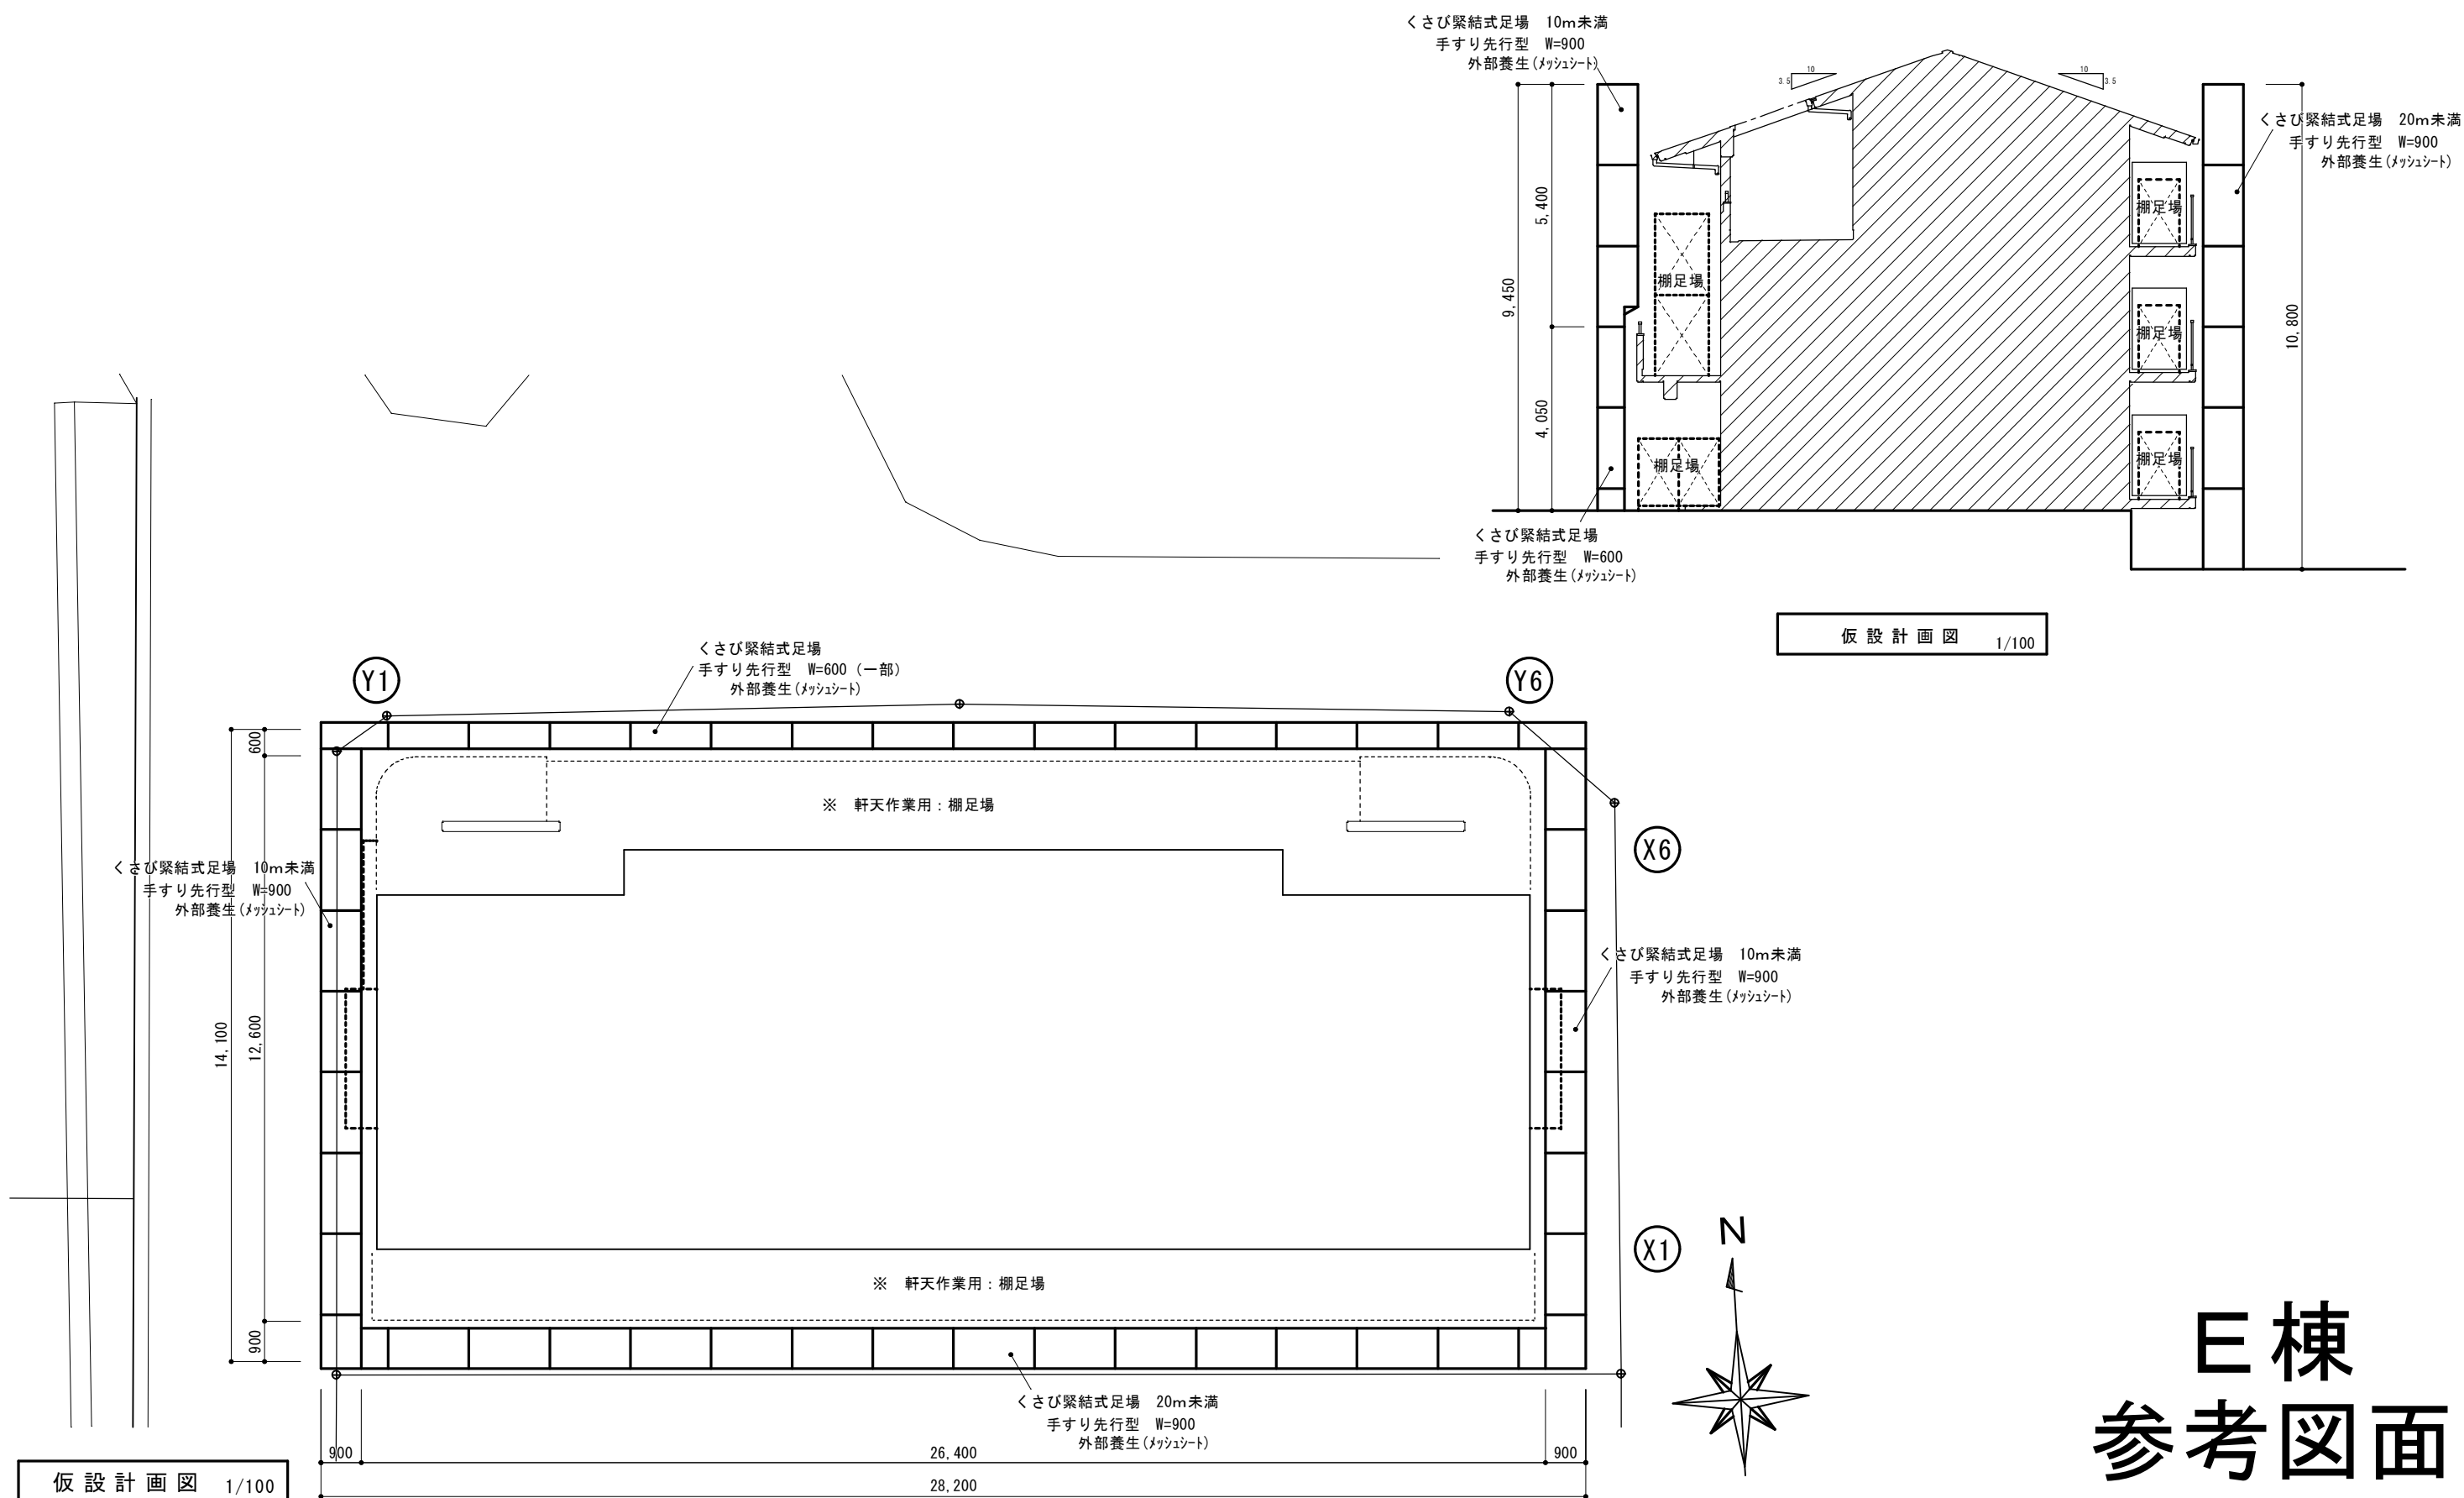 くさび緊結式足場　10m未満
手すり先行型　W=900
外部養生(メッシュシート)
10
3.5
10
3.5
くさび緊結式足場　20m未満
手すり先行型　W=900
外部養生(メッシュシート)
棚足場
5,400
棚足場
9,450
10,800
棚足場
4,050
棚足場
棚足場
くさび緊結式足場
手すり先行型　W=600
外部養生(メッシュシート)
仮設計画図　1/100
くさび緊結式足場
手すり先行型　W=600（一部）
外部養生(メッシュシート)
Y1
Y6
600
※　軒天作業用：棚足場
X6
くさび緊結式足場　10m未満
手すり先行型　W=900
外部養生(メッシュシート)
くさび緊結式足場　10m未満
手すり先行型　W=900
外部養生(メッシュシート)
14,100
12,600
N
X1
※　軒天作業用：棚足場
900
くさび緊結式足場　20m未満
手すり先行型　W=900
外部養生(メッシュシート)
900
26,400
900
28,200
仮設計画図　1/100
E棟
参考図面